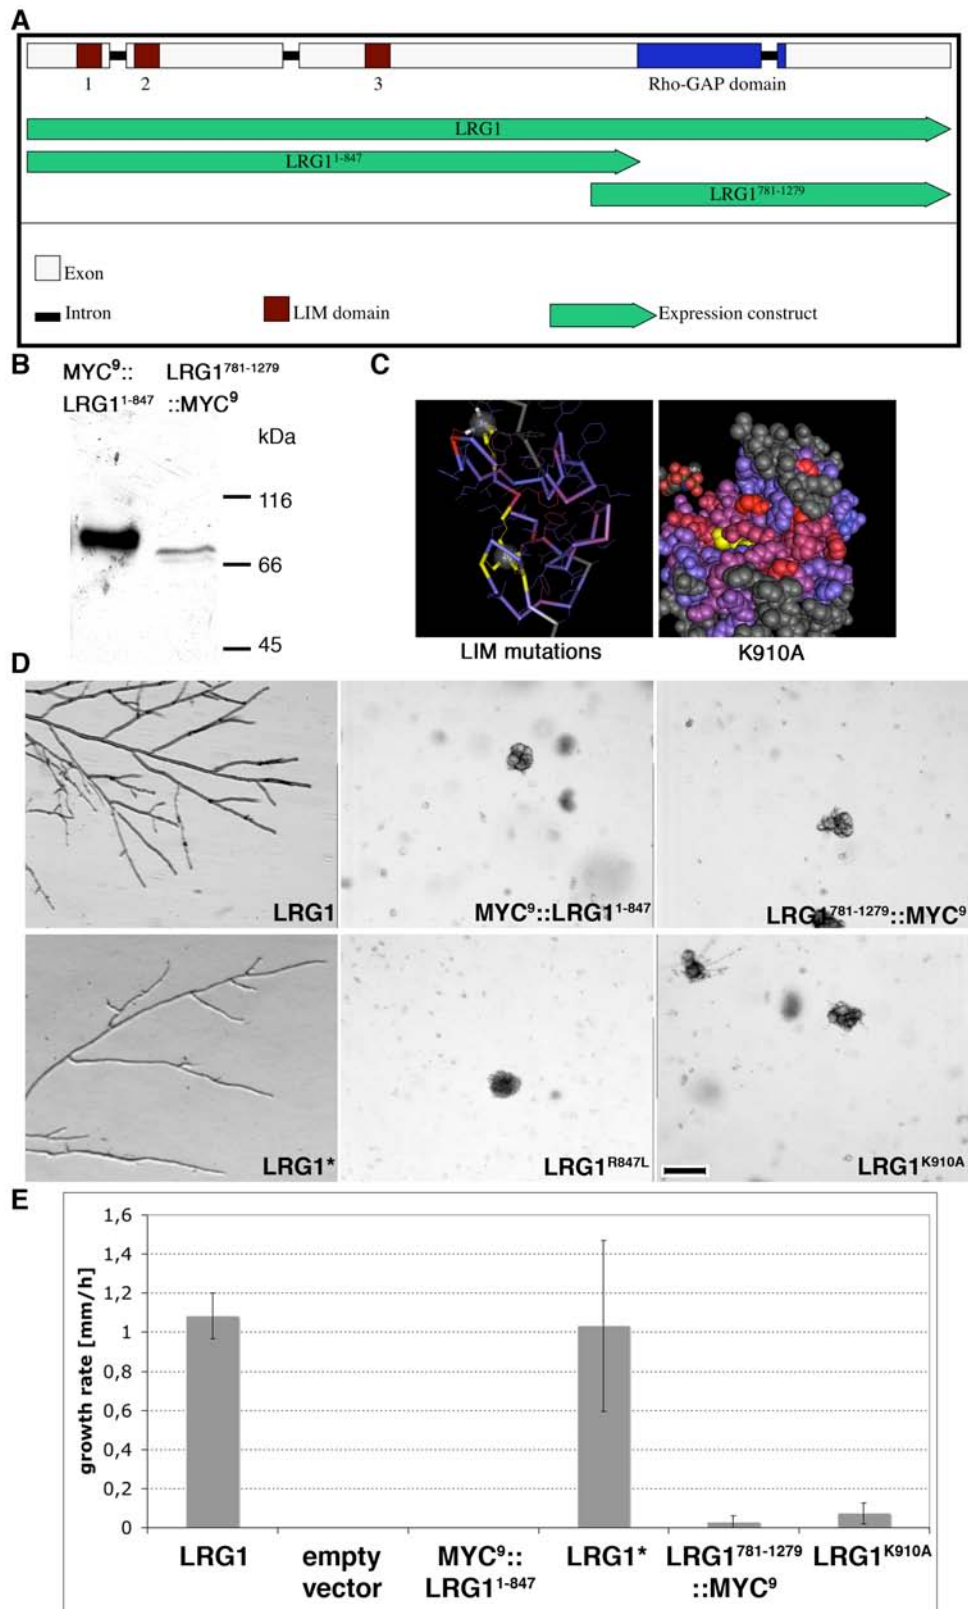 A
1 2 3 Rho-GAP domain
LRG1
LRG1¹⁻⁸⁴⁷
LRG1⁷⁸¹⁻¹²⁷⁹
Exon
Intron LIM domain Expression construct
B
MYC⁹:: LRG1⁷⁸¹⁻¹²⁷⁹
LRG1¹⁻⁸⁴⁷ ::MYC⁹
kDa
116
66
45
C
LIM mutations K910A
D
LRG1 MYC⁹::LRG1¹⁻⁸⁴⁷ LRG1⁷⁸¹⁻¹²⁷⁹::MYC⁹
LRG1* LRG1ᴿ⁸⁴⁷ᴸ LRG1ᴷ⁹¹⁰ᴬ
E
growth rate [mm/h]
1,6
1,4
1,2
1
0,8
0,6
0,4
0,2
0
LRG1 empty MYC⁹:: LRG1* LRG1⁷⁸¹⁻¹²⁷⁹ LRG1ᴷ⁹¹⁰ᴬ
vector LRG1¹⁻⁸⁴⁷ ::MYC⁹